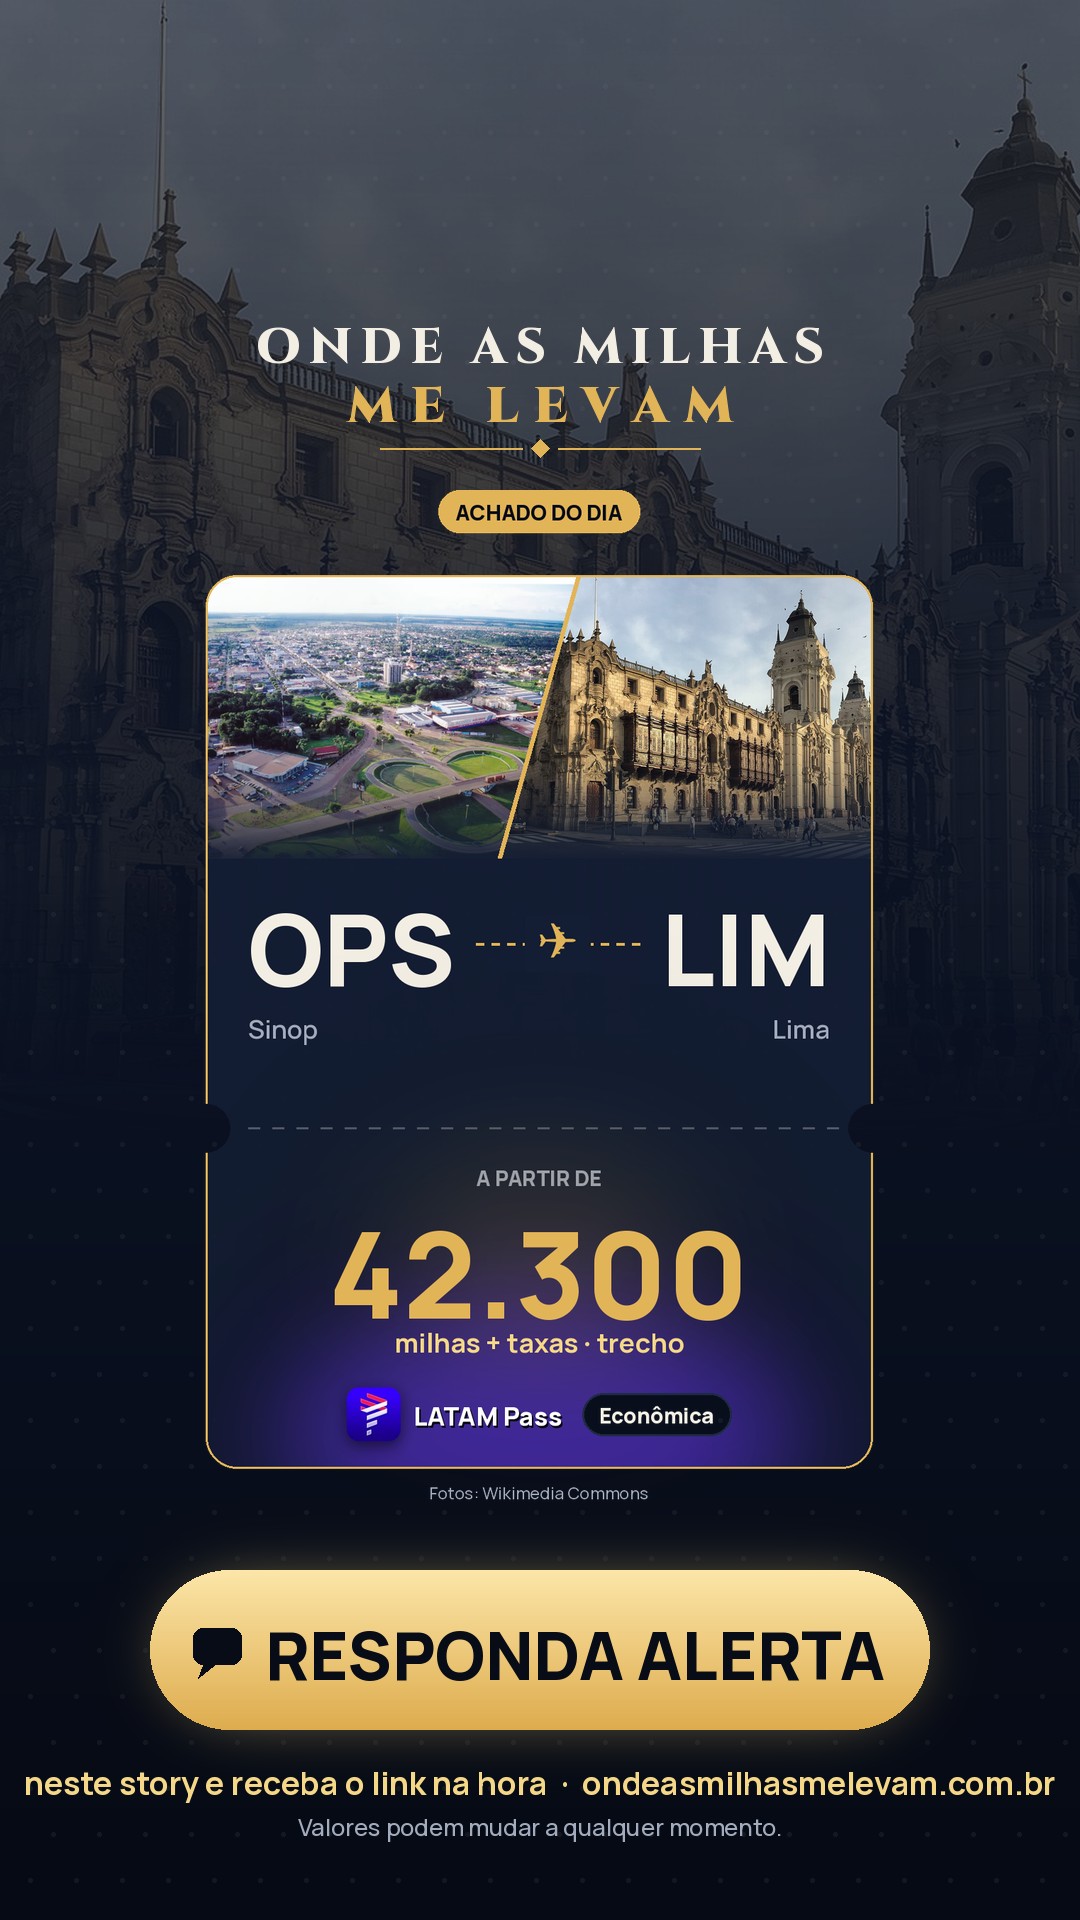 ONDE AS MILHAS
ME LEVAM
ACHADO DO DIA
OPS LIM
Sinop Lima
A PARTIR DE
42.300
milhas + taxas · trecho
LATAM Pass Econômica
Fotos: Wikimedia Commons
RESPONDA ALERTA
neste story e receba o link na hora · ondeasmilhasmelevam.com.br
Valores podem mudar a qualquer momento.